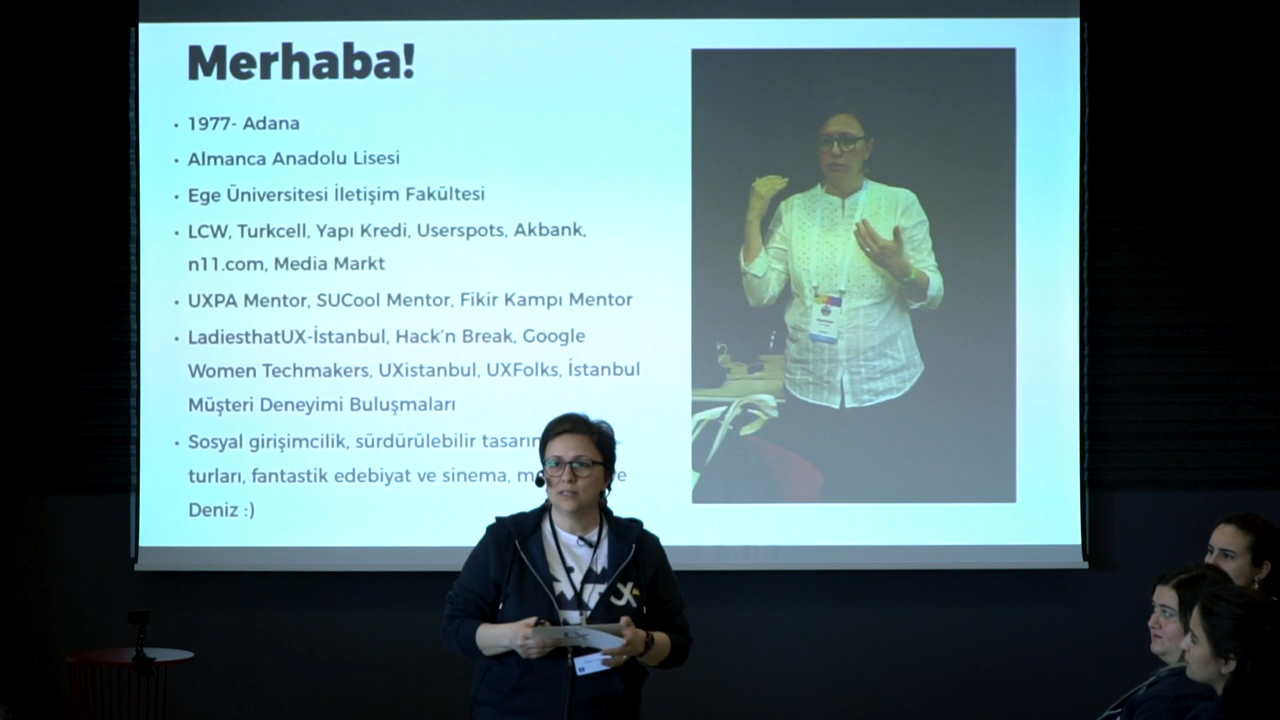 Merhaba!
• 1977- Adana
• Almanca Anadolu Lisesi
• Ege Üniversitesi İletişim Fakültesi
• LCW, Turkcell, Yapı Kredi, Userspots, Akbank,
n11.com, Media Markt
• UXPA Mentor, SUCool Mentor, Fikir Kampı Mentor
• LadiesthatUX-İstanbul, Hack'n Break, Google
Women Techmakers, UXistanbul, UXFolks, İstanbul
Müşteri Deneyimi Buluşmaları
• Sosyal girişimcilik, sürdürülebilir
turları, fantastik edebiyat ve sinema,
Deniz :)
UX